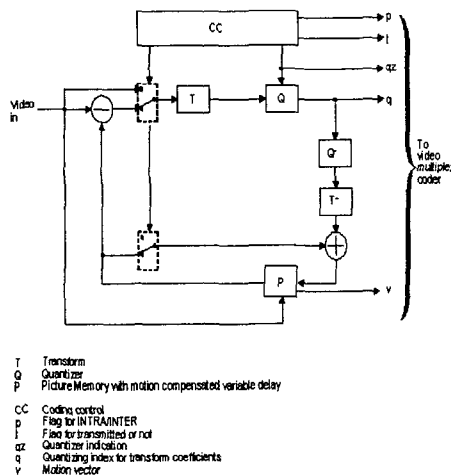 CC
p
t
qz
Video
in
T
Q
q
To
video
multiplex
coder
P
v
T Transform
Q Quantizer
P Picture Memory with motion compensated variable delay
CC Coding control
p Flag for INTRA/INTER
t Flag for transmitted or not
qz Quantizer indication
q Quantizing index for transform coefficients
v Motion vector